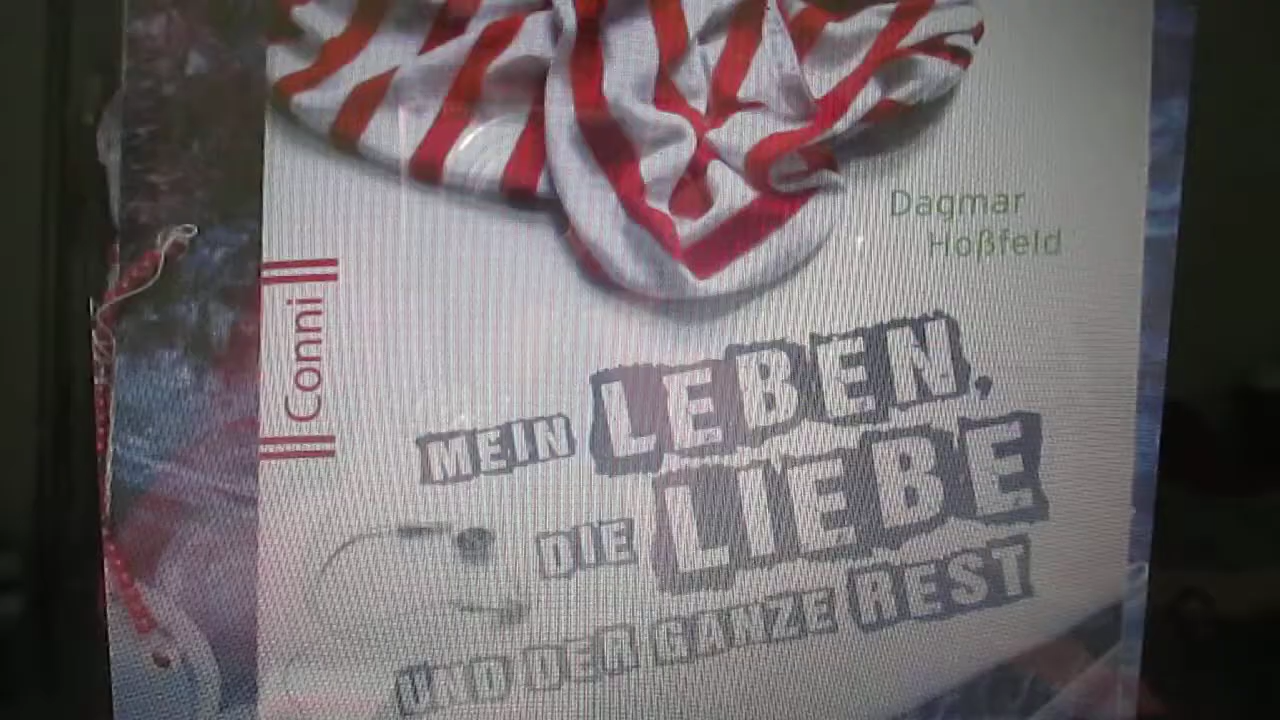 Dagmar
Hoßfeld
Conni
MEIN LEBEN,
DIE LIEBE
UND DER GANZE REST